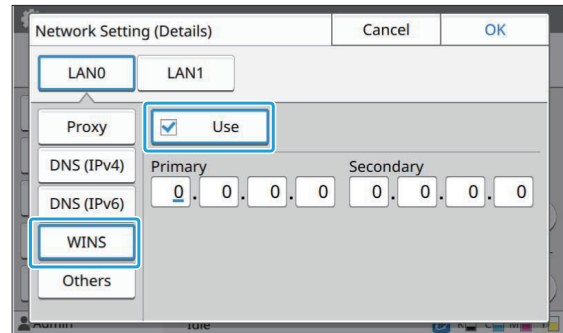 Network Setting (Details) Cancel OK
LAN0 LAN1
Proxy Use
DNS (IPv4) Primary Secondary
DNS (IPv6) 0. 0. 0. 0 0. 0. 0. 0
WINS
Others
Admin Idle K C M Y